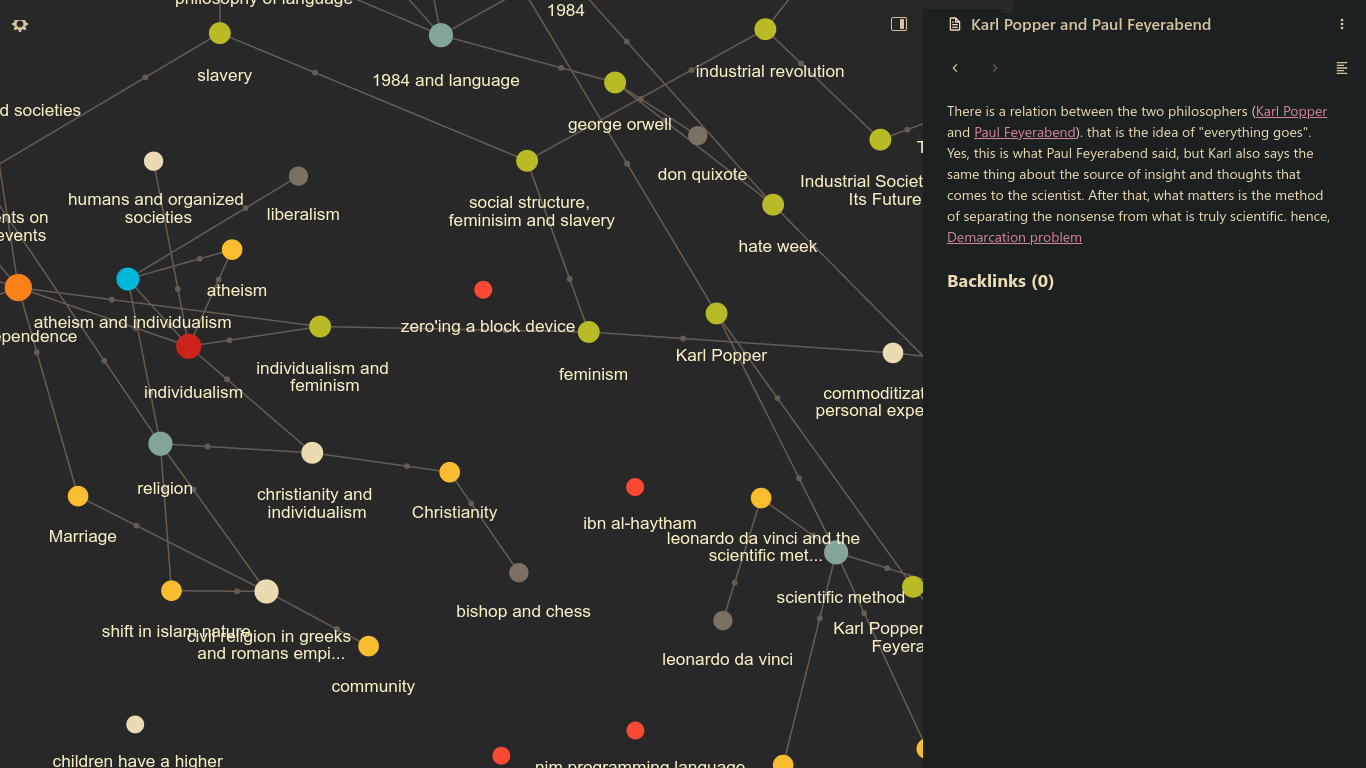 philosophy of language
1984
slavery
1984 and language
industrial revolution
d societies
george orwell
T
don quixote
Industrial Societ
Its Future
humans and organized
societies
liberalism
social structure,
feminisim and slavery
nts on
events
hate week
atheism
atheism and individualism
zero'ing a block device
ependence
Karl Popper
individualism and
feminism
feminism
individualism
commoditizat
personal expe
religion
christianity and
individualism
Christianity
ibn al-haytham
Marriage
leonardo da vinci and the
scientific met...
bishop and chess
scientific method
shift in islam nature
civil religion in greeks
and romans empi...
Karl Popper
Feyera
leonardo da vinci
community
children have a higher
nim programming language
Karl Popper and Paul Feyerabend
There is a relation between the two philosophers (Karl Popper
and Paul Feyerabend). that is the idea of "everything goes".
Yes, this is what Paul Feyerabend said, but Karl also says the
same thing about the source of insight and thoughts that
comes to the scientist. After that, what matters is the method
of separating the nonsense from what is truly scientific. hence,
Demarcation problem
Backlinks (0)